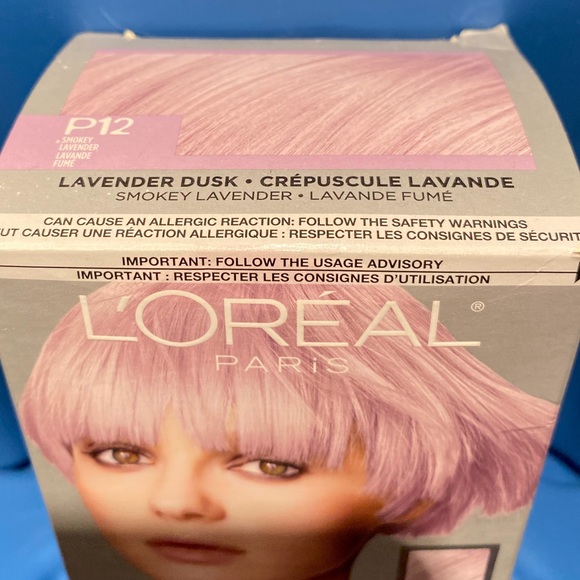 P12
SMOKEY
LAVENDER
LAVANDE
FUMÉ
LAVENDER DUSK • CRÉPUSCULE LAVANDE
SMOKEY LAVENDER • LAVANDE FUMÉ
CAN CAUSE AN ALLERGIC REACTION: FOLLOW THE SAFETY WARNINGS
UT CAUSER UNE RÉACTION ALLERGIQUE : RESPECTER LES CONSIGNES DE SÉCURIT
IMPORTANT: FOLLOW THE USAGE ADVISORY
IMPORTANT : RESPECTER LES CONSIGNES D'UTILISATION
L'ORÉAL®
PARIS